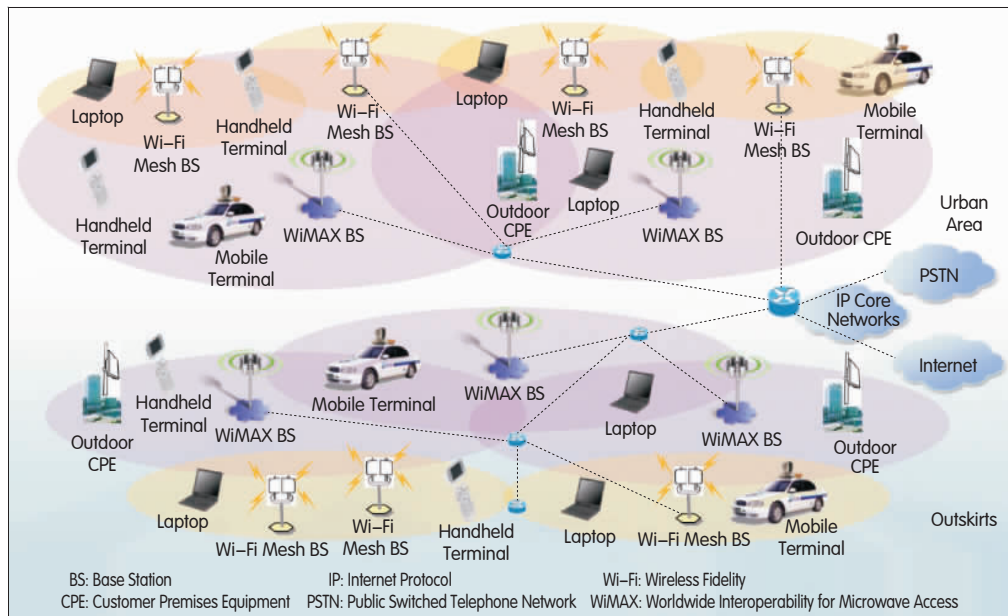 Laptop
Wi-Fi
Mesh BS
Handheld
Terminal
Wi-Fi
Mesh BS
Laptop
Wi-Fi
Mesh BS
Handheld
Terminal
Wi-Fi
Mesh BS
Mobile
Terminal
Handheld
Terminal
Mobile
Terminal
WiMAX BS
Outdoor
CPE
Laptop
WiMAX BS
Outdoor CPE
Urban
Area
PSTN
IP Core
Networks
Internet
Outdoor
CPE
Handheld
Terminal
WiMAX BS
Mobile Terminal
WiMAX BS
Laptop
WiMAX BS
Outdoor
CPE
Laptop
Wi-Fi Mesh BS
Wi-Fi
Mesh BS
Handheld
Terminal
Laptop
Wi-Fi Mesh BS
Mobile
Terminal
Outskirts
BS: Base Station
IP: Internet Protocol
Wi-Fi: Wireless Fidelity
CPE: Customer Premises Equipment
PSTN: Public Switched Telephone Network
WiMAX: Worldwide Interoperability for Microwave Access